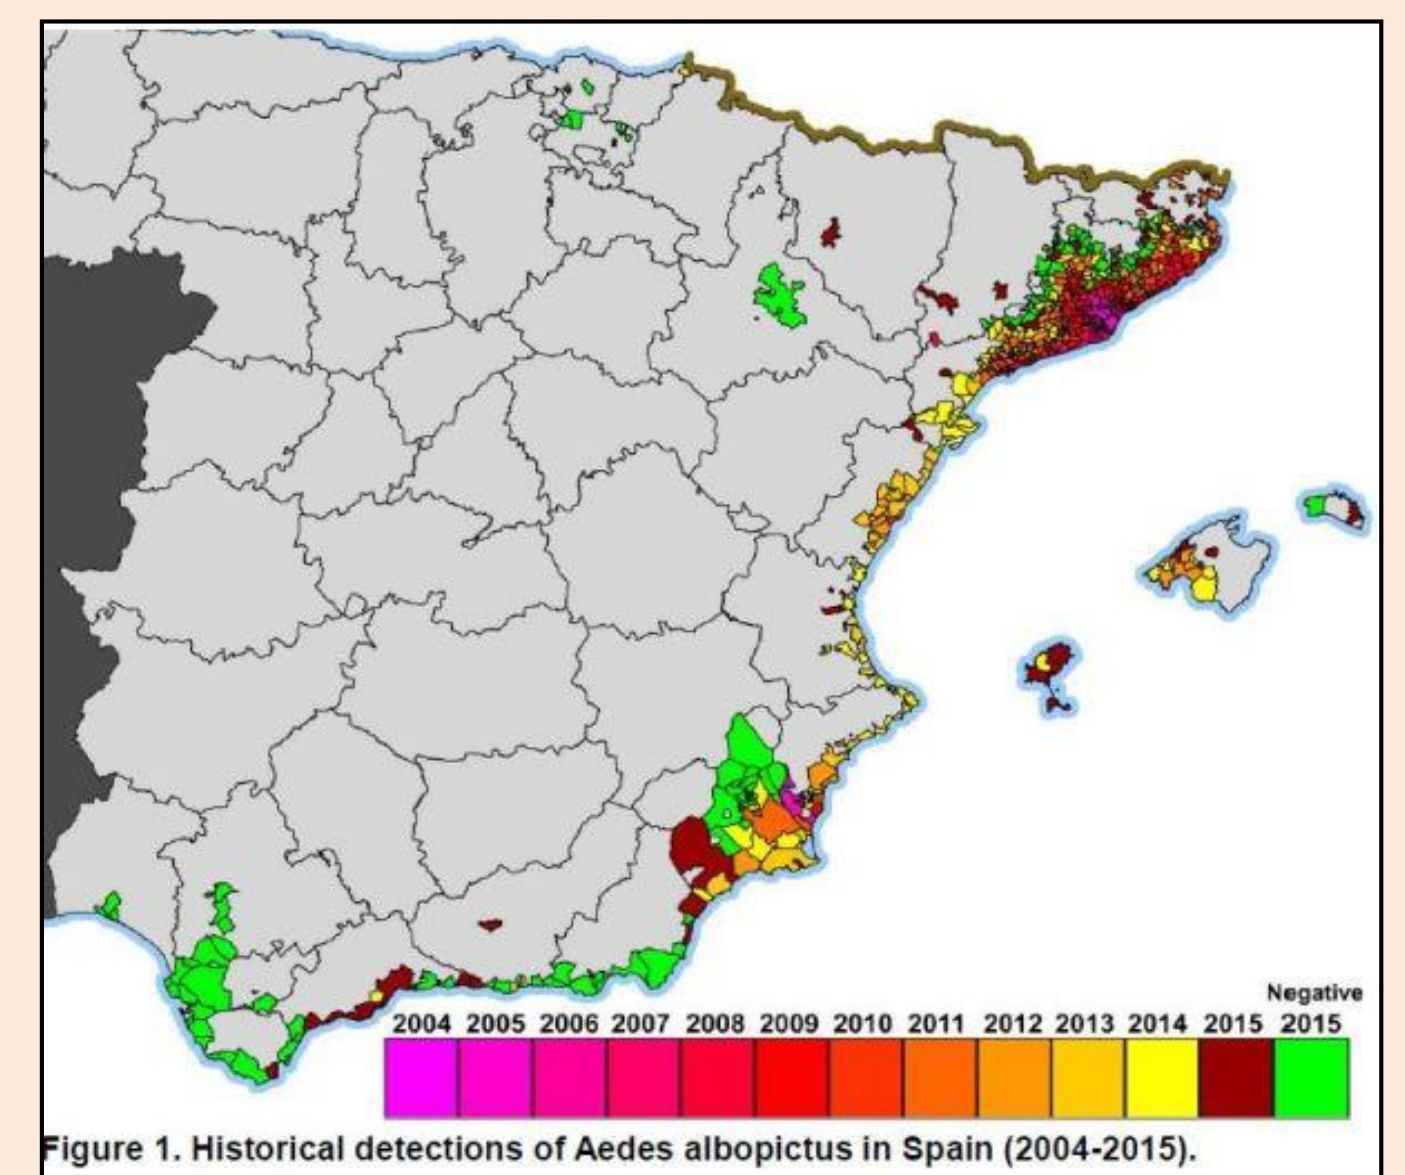 Negative
2004 2005 2006 2007 2008 2009 2010 2011 2012 2013 2014 2015 2015
Figure 1. Historical detections of Aedes albopictus in Spain (2004-2015).